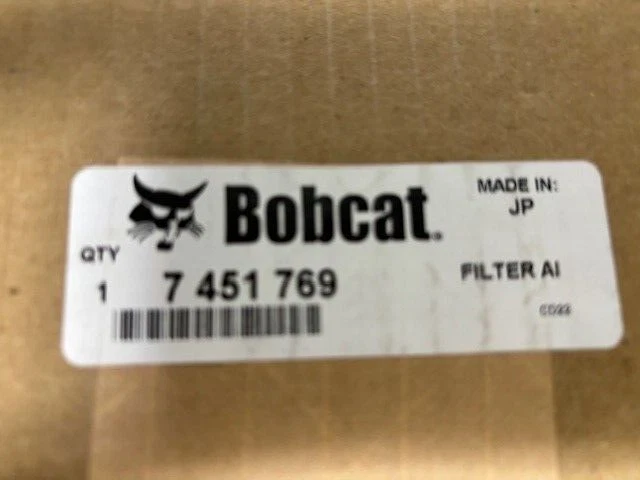 Bobcat.
MADE IN:
JP
QTY
1
7 451 769
FILTER AI